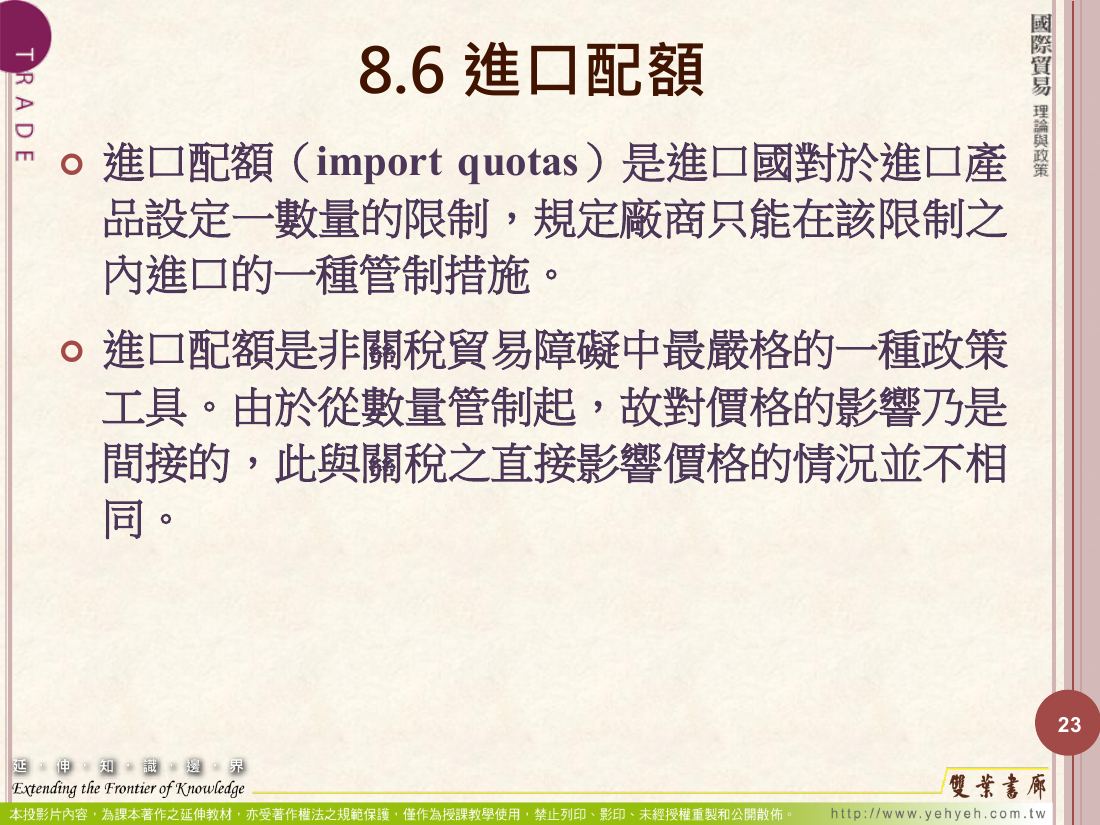 TRADE
8.6 進口配額
國際貿易 理論與政策
進口配額（import quotas）是進口國對於進口產
品設定一數量的限制，規定廠商只能在該限制之
內進口的一種管制措施。
進口配額是非關稅貿易障礙中最嚴格的一種政策
工具。由於從數量管制起，故對價格的影響乃是
間接的，此與關稅之直接影響價格的情況並不相
同。
23
延。伸。知。識。邊。界
Extending the Frontier of Knowledge
雙葉書廊
本投影片內容，為課本著作之延伸教材，亦受著作權法之規範保護，僅作為授課教學使用，禁止列印、影印、未經授權重製和公開散佈。
http://www.yehyeh.com.tw